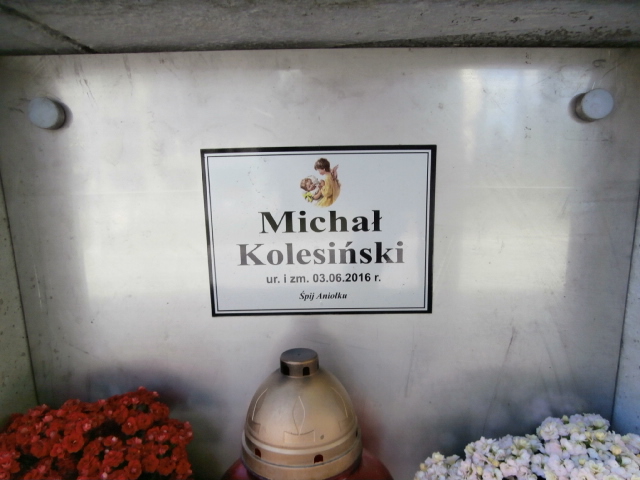 Michał
Kolesiński
ur. i zm. 03.06.2016 r.
Śpij Aniołku